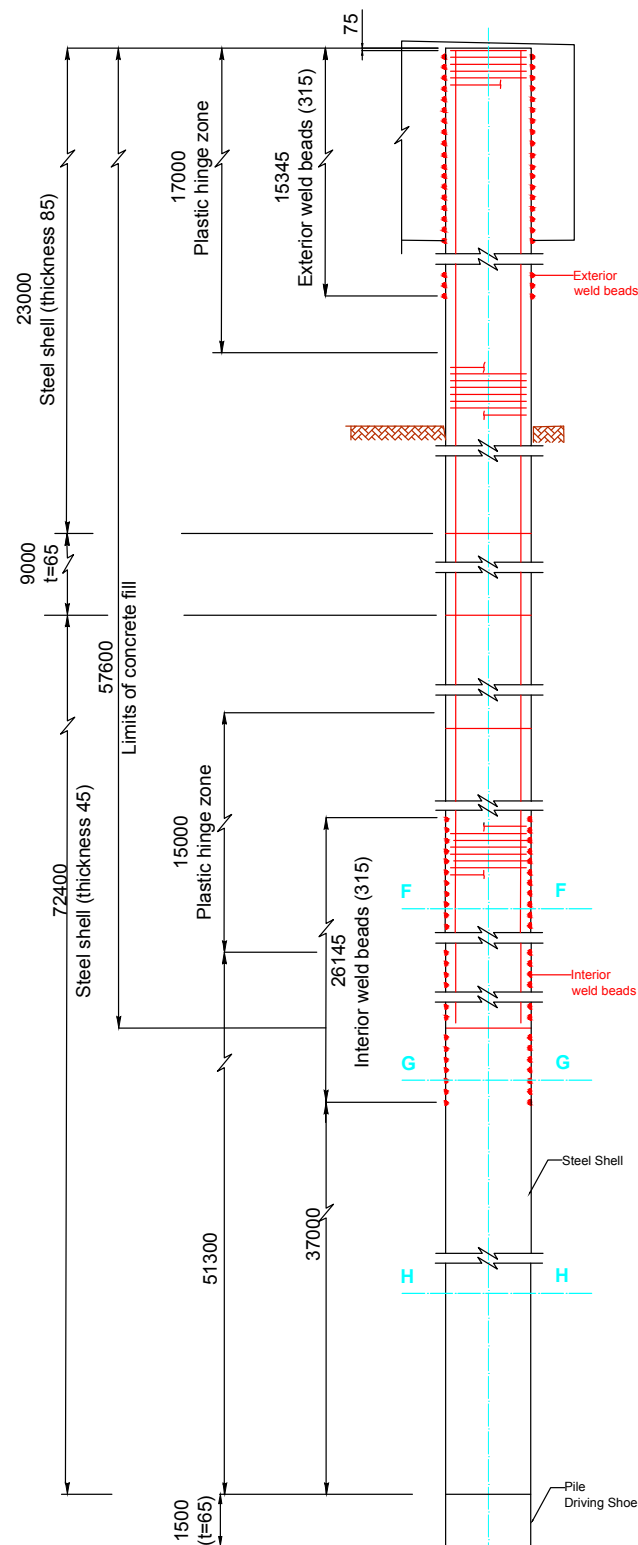 75
17000
Plastic hinge zone
15345
Exterior weld beads (315)
23000
Steel shell (thickness 85)
Exterior
weld beads
9000
t=65
57600
Limits of concrete fill
72400
Steel shell (thickness 45)
15000
Plastic hinge zone
26145
Interior weld beads (315)
F
F
Interior
weld beads
G
G
Steel Shell
51300
37000
H
H
1500
(t=65)
Pile
Driving Shoe